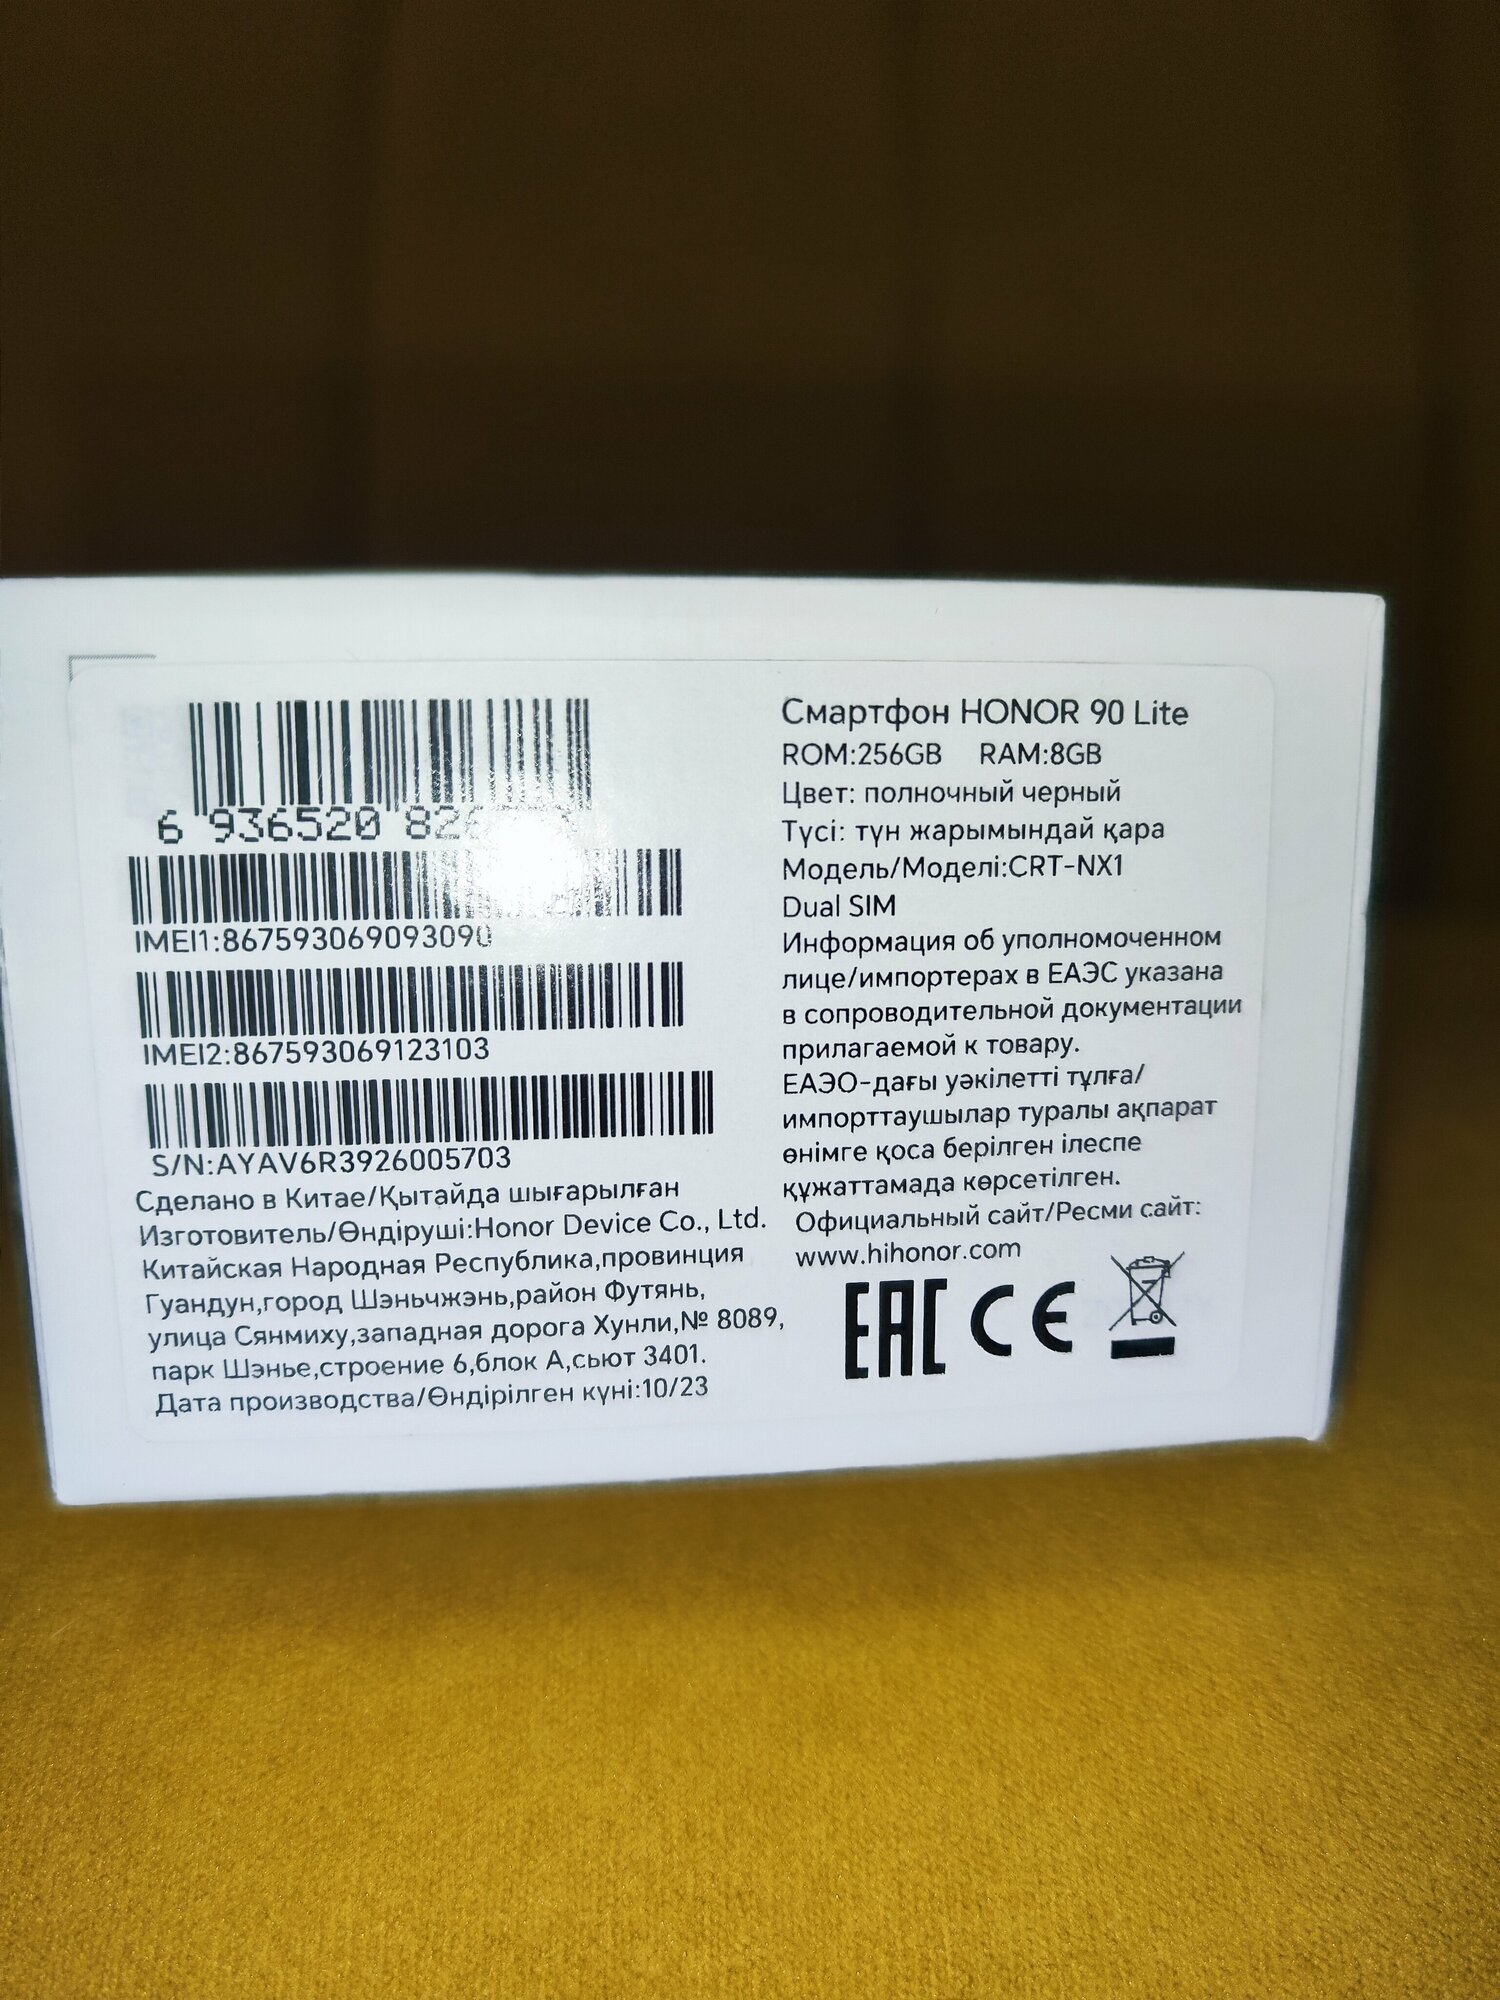 6 936520
IMEI1:867593069093090
IMEI2:867593069123103
S/N:AYAV6R3926005703
Сделано в Китае/Қытайда шығарылған
Изготовитель/Өндіруші:Honor Device Co., Ltd.
Китайская Народная Республика,провинция
Гуандун,город Шэньчжэнь,район Футянь,
улица Сянмиху,западная дорога Хунли,№ 8089,
парк Шэнье,строение 6,блок А,сьют 3401.
Дата производства/Өндірілген күні:10/23
Смартфон HONOR 90 Lite
ROM:256GB RAM:8GB
Цвет: полночный черный
Түсі: түн жарымындай қара
Модель/Моделі:CRT-NX1
Dual SIM
Информация об уполномоченном
лице/импортерах в ЕАЭС указана
в сопроводительной документации
прилагаемой к товару.
ЕАЭО-дағы уәкілетті тұлға/
импорттаушылар туралы ақпарат
өнімге қоса берілген ілеспе
құжаттамада көрсетілген.
Официальный сайт/Ресми сайт:
www.hihonor.com
EAC CE